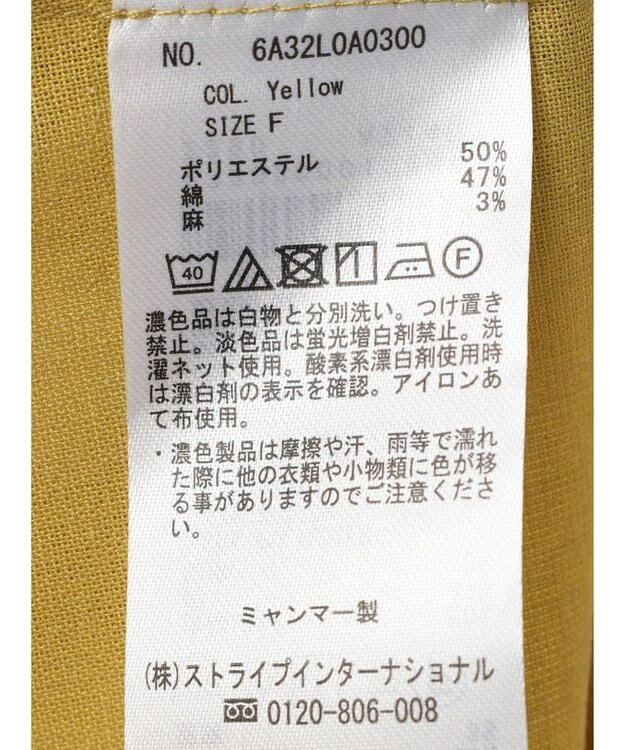 NO. 6A32L0A0300
COL. Yellow
SIZE F
ポリエステル 50%
綿 47%
麻 3%
40 F
濃色品は白物と分別洗い。つけ置き
禁止。淡色品は蛍光増白剤禁止。洗
濯ネット使用。酸素系漂白剤使用時
は漂白剤の表示を確認。アイロンあ
て布使用。
・濃色製品は摩擦や汗、雨等で濡れ
た際に他の衣類や小物類に色が移
る事がありますのでご注意くださ
い。
ミャンマー製
(株)ストライプインターナショナル
0120-806-008